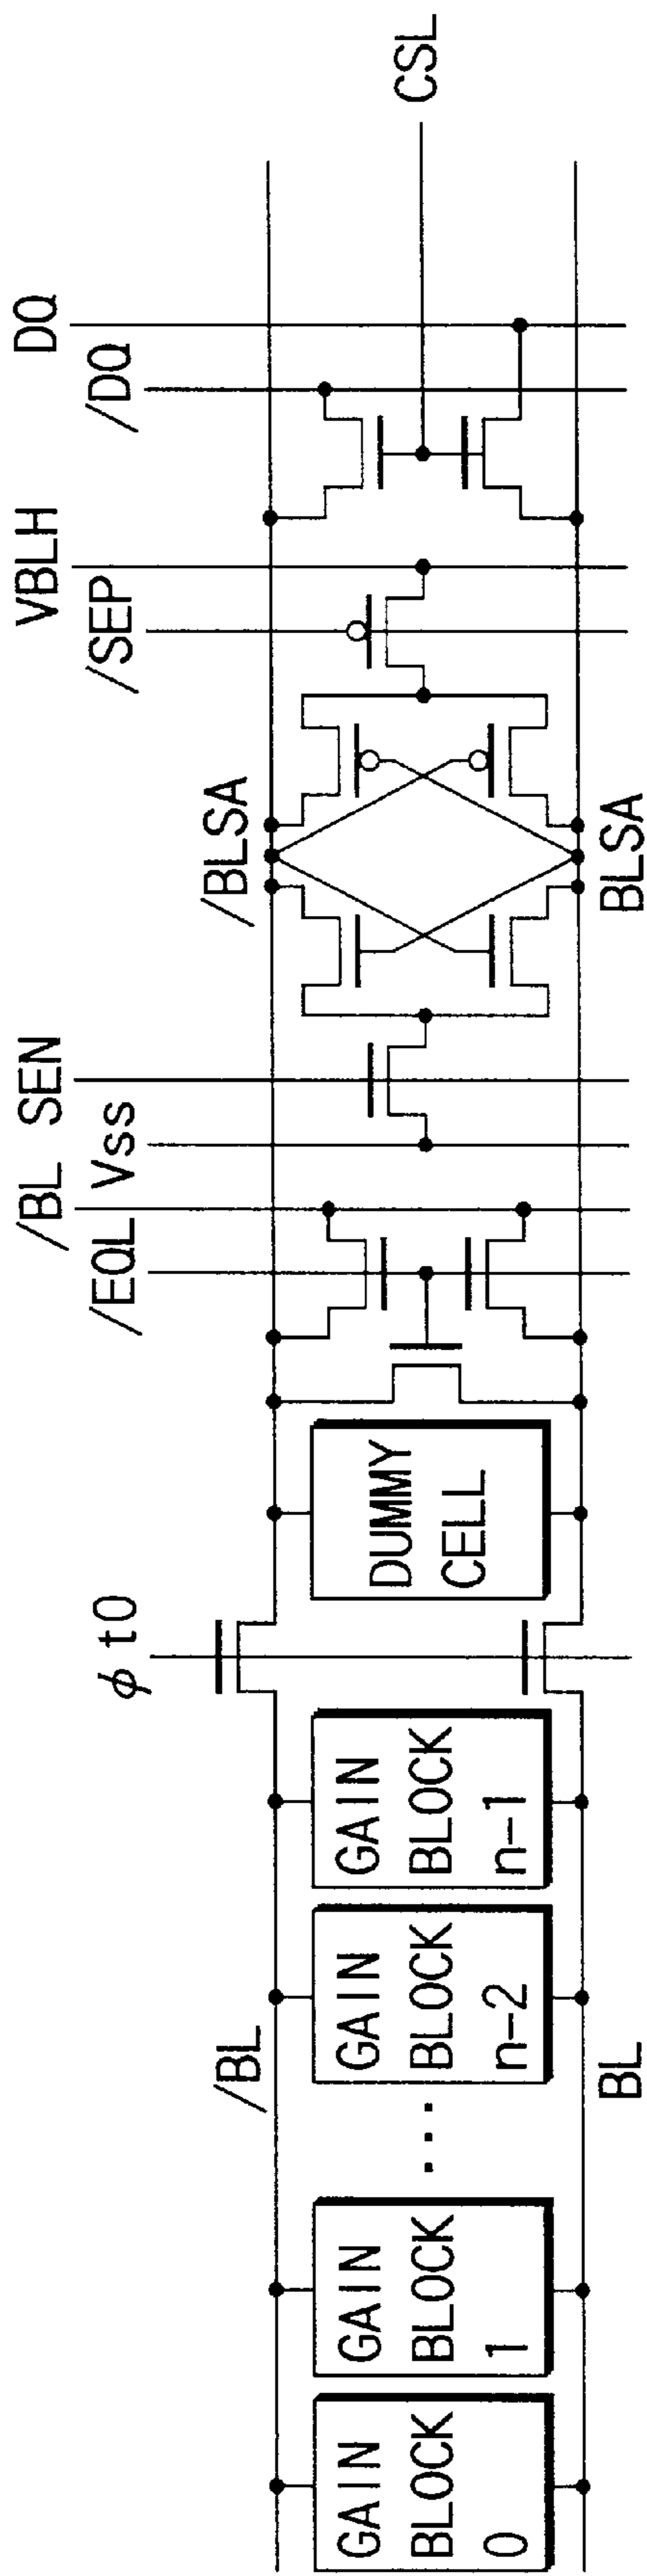 CSL
DQ
/DQ
VBLH
/SEP
/BLSA
BLSA
/BL SEN
Vss
/EQL
DUMMY
CELL
φt0
GAIN
BLOCK
n-1
GAIN
BLOCK
n-2
/BL
BL
...
GAIN
BLOCK
1
GAIN
BLOCK
0